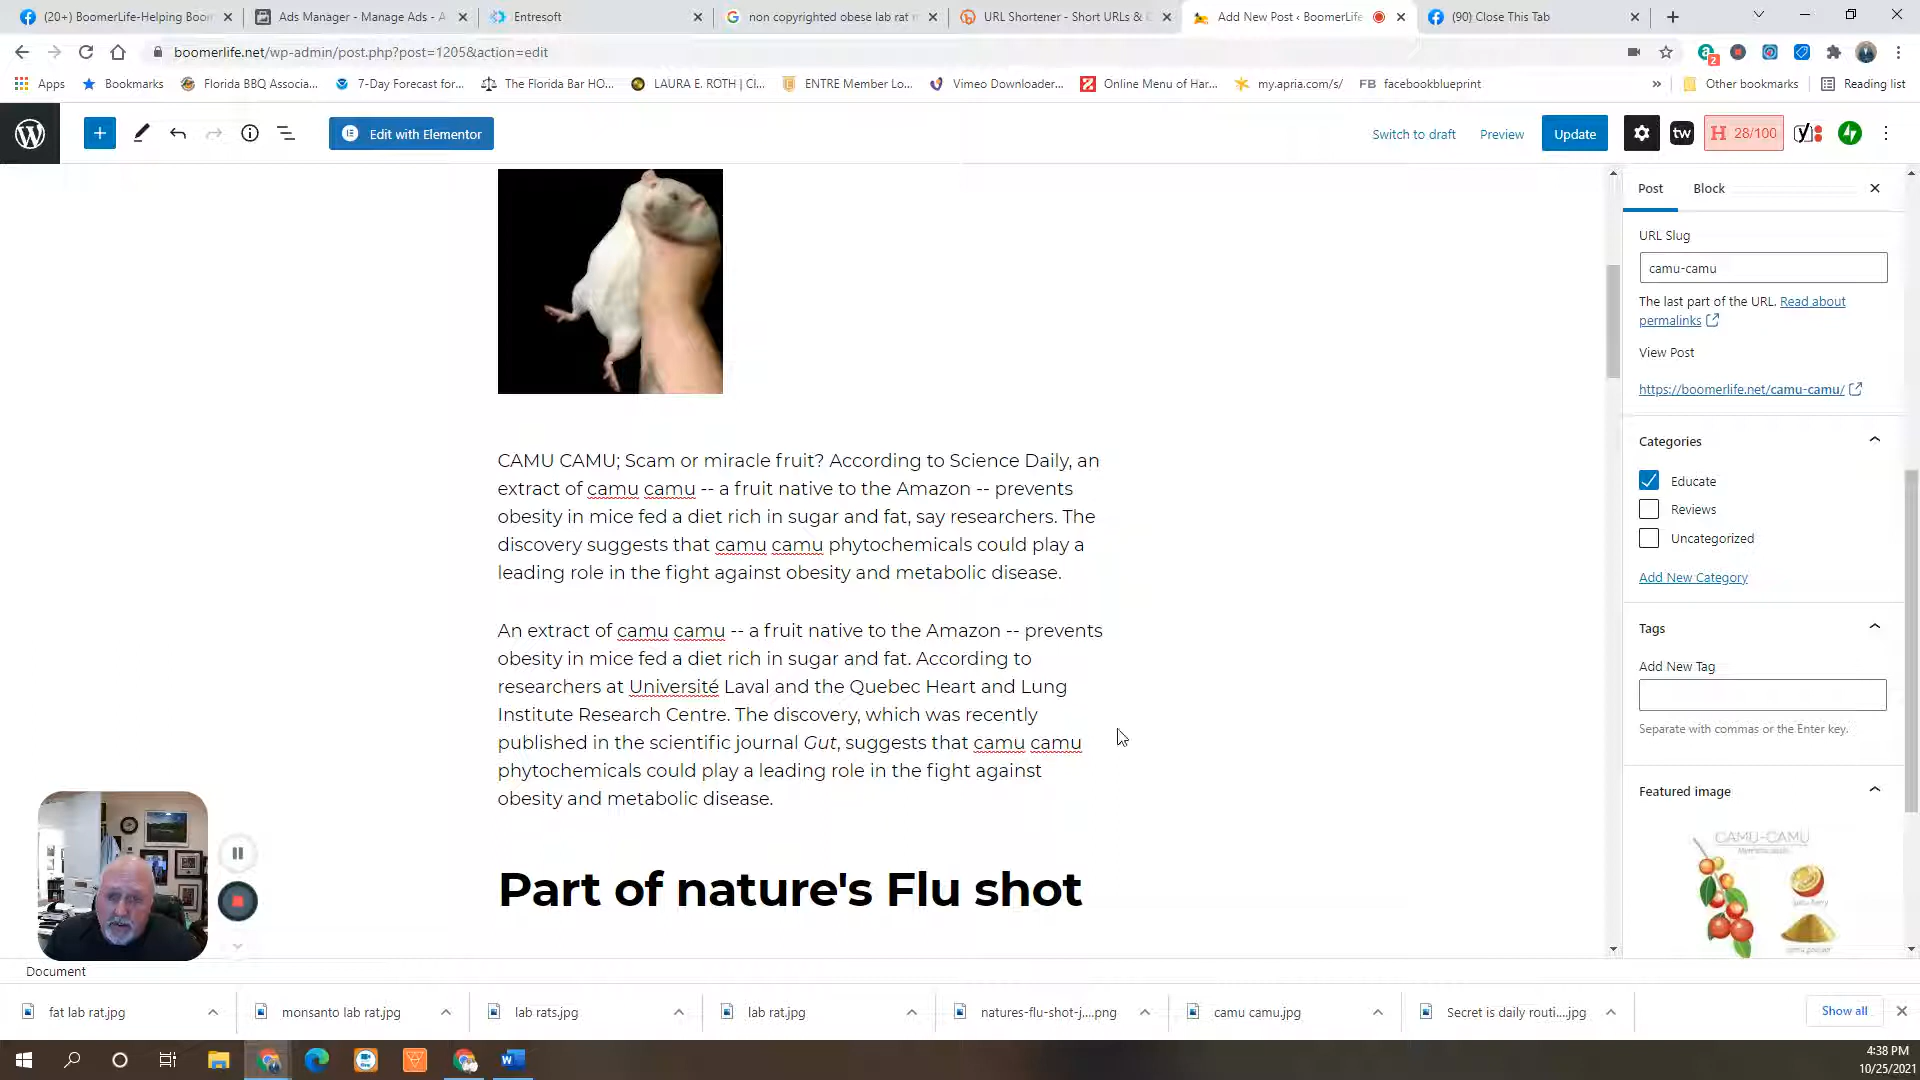 (20+) BoomerLife-Helping Boom
Ads Manager - Manage Ads - A
Entresoft
non copyrighted obese lab rat
URL Shortener - Short URLs &
Add New Post ‹ BoomerLife
(90) Close This Tab
boomerlife.net/wp-admin/post.php?post=1205&action=edit
2
Apps
Bookmarks
Florida BBQ Associa...
7-Day Forecast for...
The Florida Bar HO...
LAURA E. ROTH | Cl...
ENTRE Member Lo...
Vimeo Downloader...
Online Menu of Har...
my.apria.com/s/
FB facebookblueprint
»
Other bookmarks
Reading list
Edit with Elementor
Switch to draft
Preview
Update
tw
H 28/100
Post
Block
URL Slug
camu-camu
The last part of the URL. Read about
permalinks
View Post
https://boomerlife.net/camu-camu/
Categories
Educate
Reviews
Uncategorized
Add New Category
Tags
Add New Tag
Separate with commas or the Enter key.
Featured image
CAMU-CAMU
CAMU CAMU; Scam or miracle fruit? According to Science Daily, an
extract of camu camu -- a fruit native to the Amazon -- prevents
obesity in mice fed a diet rich in sugar and fat, say researchers. The
discovery suggests that camu camu phytochemicals could play a
leading role in the fight against obesity and metabolic disease.
An extract of camu camu -- a fruit native to the Amazon -- prevents
obesity in mice fed a diet rich in sugar and fat. According to
researchers at Université Laval and the Quebec Heart and Lung
Institute Research Centre. The discovery, which was recently
published in the scientific journal Gut, suggests that camu camu
phytochemicals could play a leading role in the fight against
obesity and metabolic disease.
Part of nature's Flu shot
Document
fat lab rat.jpg
monsanto lab rat.jpg
lab rats.jpg
lab rat.jpg
natures-flu-shot-j....png
camu camu.jpg
Secret is daily routi....jpg
Show all
4:38 PM
10/25/2021